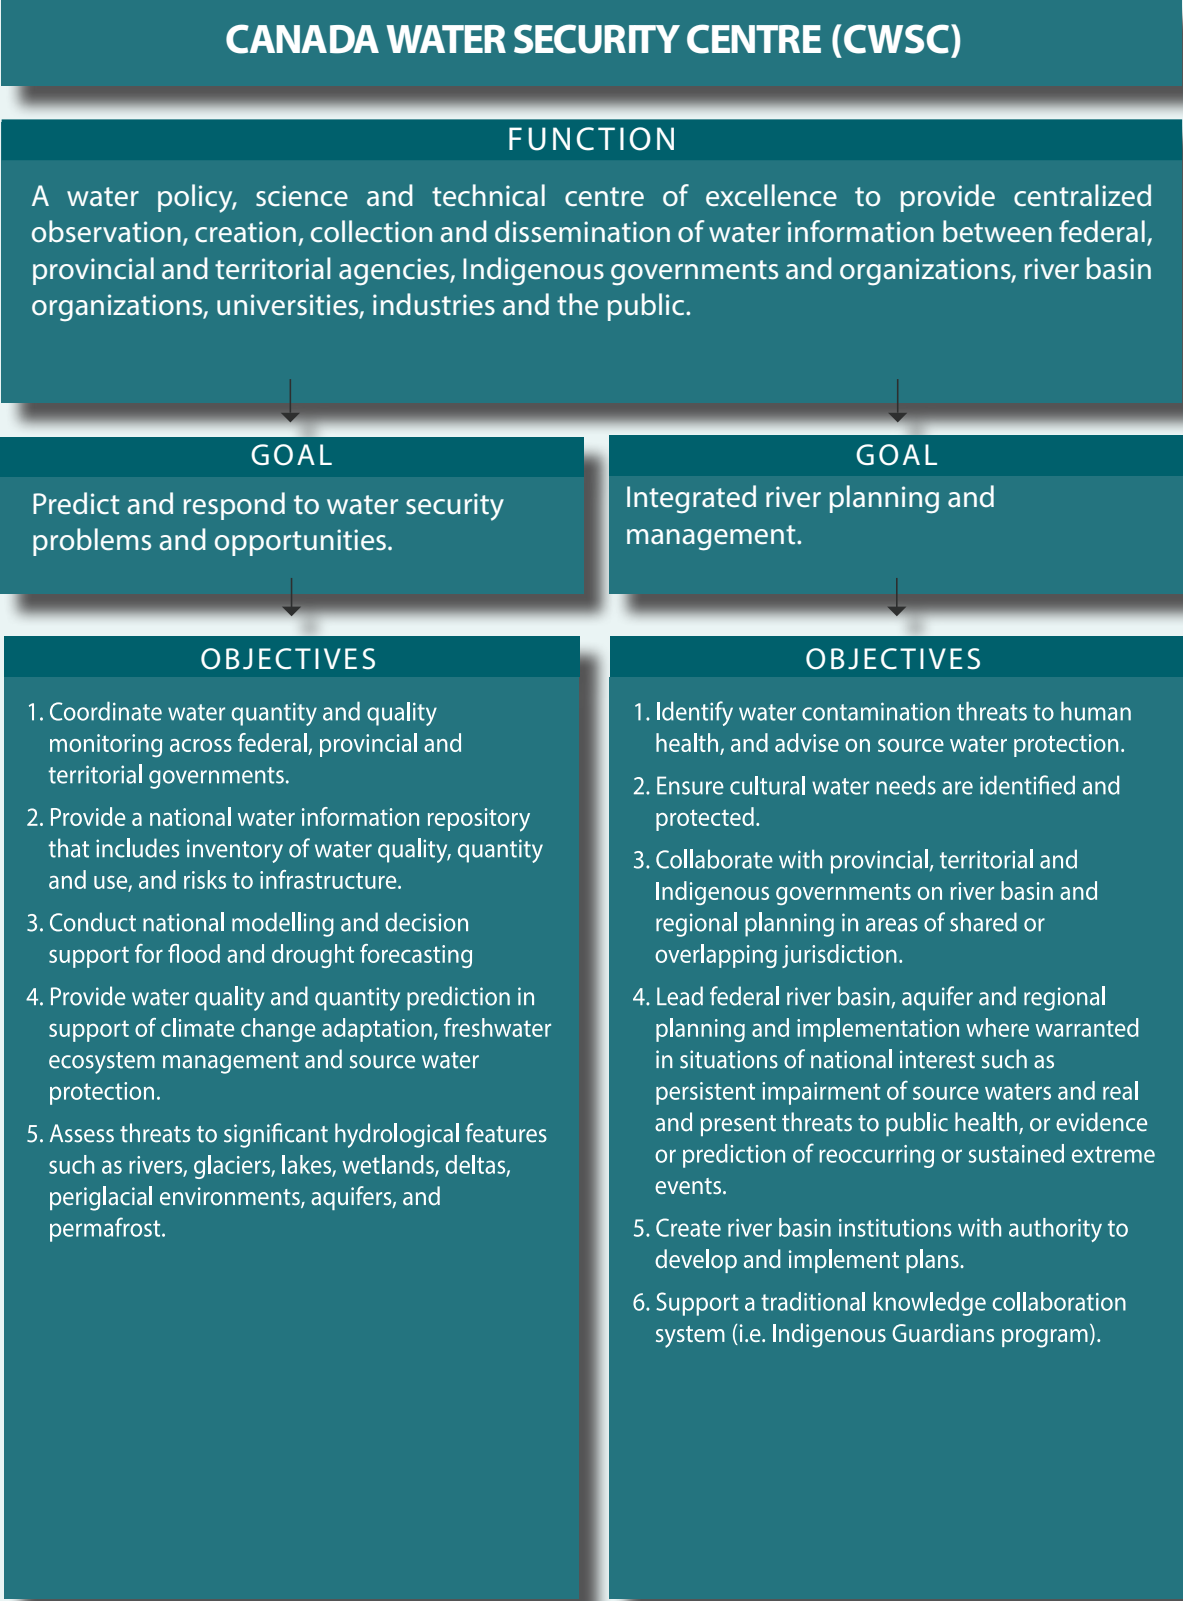 CANADA WATER SECURITY CENTRE (CWSC)
FUNCTION
A water policy, science and technical centre of excellence to provide centralized
observation, creation, collection and dissemination of water information between federal,
provincial and territorial agencies, Indigenous governments and organizations, river basin
organizations, universities, industries and the public.
GOAL
Predict and respond to water security
problems and opportunities.
GOAL
Integrated river planning and
management.
OBJECTIVES
1. Coordinate water quantity and quality
monitoring across federal, provincial and
territorial governments.
2. Provide a national water information repository
that includes inventory of water quality, quantity
and use, and risks to infrastructure.
3. Conduct national modelling and decision
support for flood and drought forecasting
4. Provide water quality and quantity prediction in
support of climate change adaptation, freshwater
ecosystem management and source water
protection.
5. Assess threats to significant hydrological features
such as rivers, glaciers, lakes, wetlands, deltas,
periglacial environments, aquifers, and
permafrost.
OBJECTIVES
1. Identify water contamination threats to human
health, and advise on source water protection.
2. Ensure cultural water needs are identified and
protected.
3. Collaborate with provincial, territorial and
Indigenous governments on river basin and
regional planning in areas of shared or
overlapping jurisdiction.
4. Lead federal river basin, aquifer and regional
planning and implementation where warranted
in situations of national interest such as
persistent impairment of source waters and real
and present threats to public health, or evidence
or prediction of reoccurring or sustained extreme
events.
5. Create river basin institutions with authority to
develop and implement plans.
6. Support a traditional knowledge collaboration
system (i.e. Indigenous Guardians program).